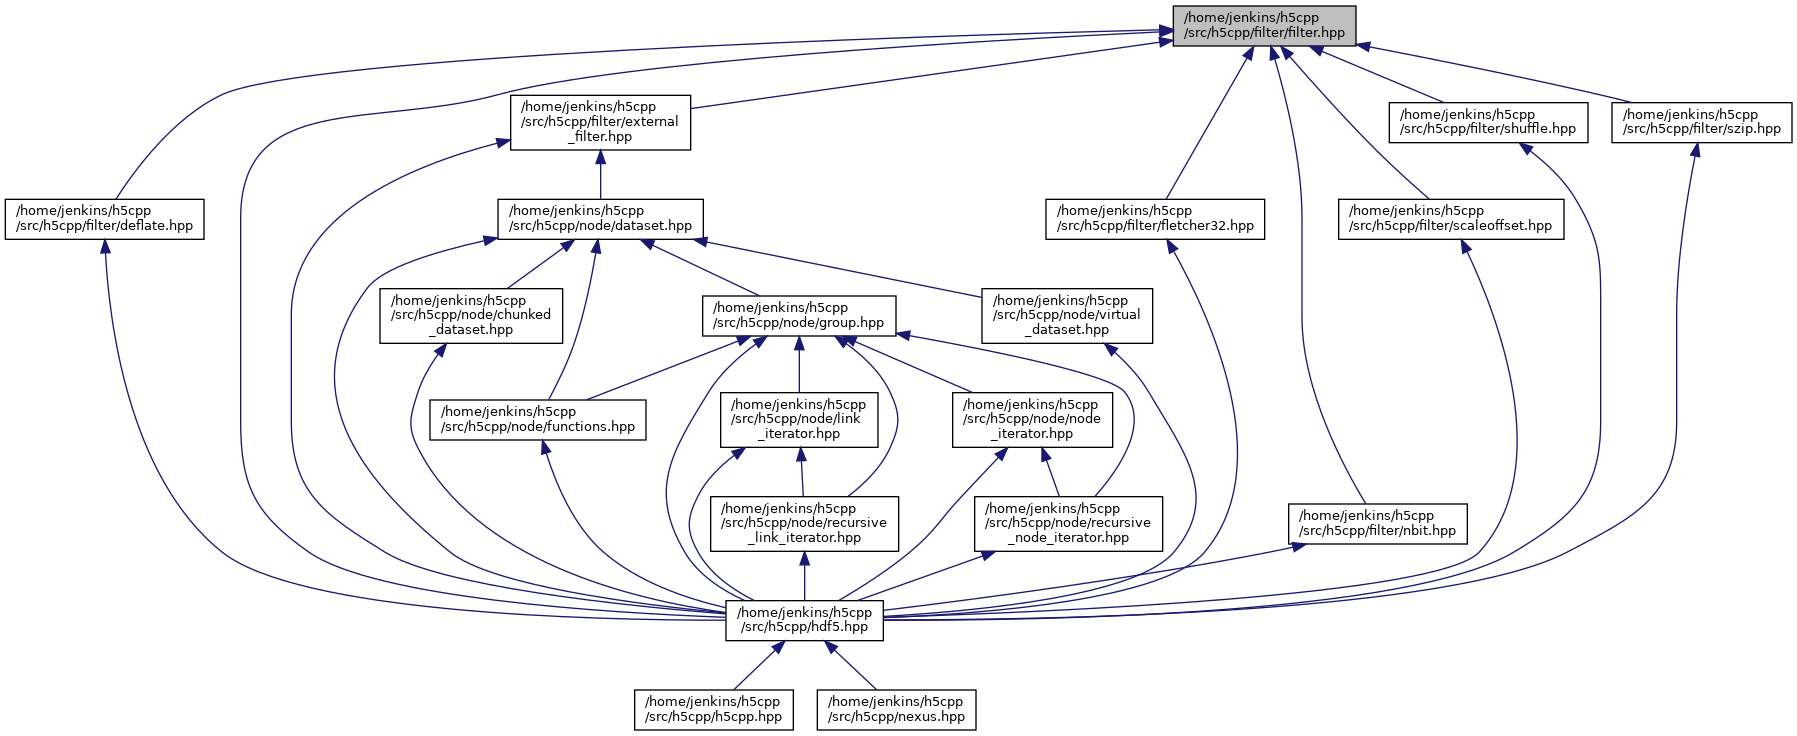 /home/jenkins/h5cpp
/src/h5cpp/filter/filter.hpp
/home/jenkins/h5cpp
/src/h5cpp/filter/external
_filter.hpp
/home/jenkins/h5cpp
/src/h5cpp/filter/shuffle.hpp
/home/jenkins/h5cpp
/src/h5cpp/filter/szip.hpp
/home/jenkins/h5cpp
/src/h5cpp/filter/deflate.hpp
/home/jenkins/h5cpp
/src/h5cpp/node/dataset.hpp
/home/jenkins/h5cpp
/src/h5cpp/filter/fletcher32.hpp
/home/jenkins/h5cpp
/src/h5cpp/filter/scaleoffset.hpp
/home/jenkins/h5cpp
/src/h5cpp/node/chunked
_dataset.hpp
/home/jenkins/h5cpp
/src/h5cpp/node/group.hpp
/home/jenkins/h5cpp
/src/h5cpp/node/virtual
_dataset.hpp
/home/jenkins/h5cpp
/src/h5cpp/node/functions.hpp
/home/jenkins/h5cpp
/src/h5cpp/node/link
_iterator.hpp
/home/jenkins/h5cpp
/src/h5cpp/node/node
_iterator.hpp
/home/jenkins/h5cpp
/src/h5cpp/node/recursive
_link_iterator.hpp
/home/jenkins/h5cpp
/src/h5cpp/node/recursive
_node_iterator.hpp
/home/jenkins/h5cpp
/src/h5cpp/filter/nbit.hpp
/home/jenkins/h5cpp
/src/h5cpp/hdf5.hpp
/home/jenkins/h5cpp
/src/h5cpp/h5cpp.hpp
/home/jenkins/h5cpp
/src/h5cpp/nexus.hpp